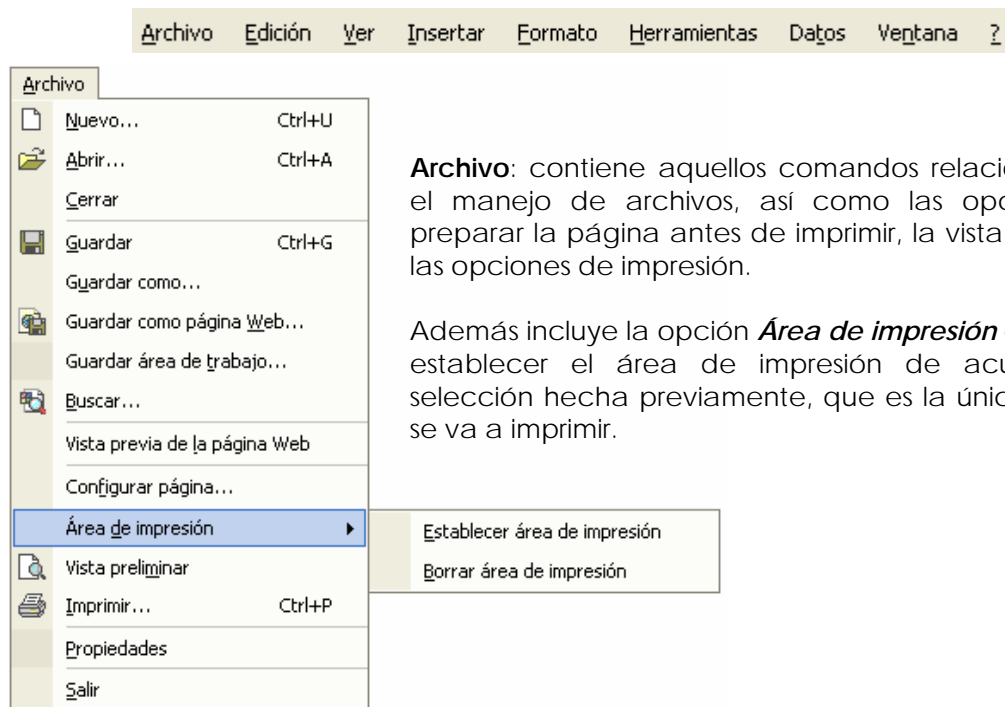 Archivo Edición Ver Insertar Formato Herramientas Datos Ventana ?
Archivo
Nuevo... Ctrl+U
Abrir... Ctrl+A
Cerrar
Guardar Ctrl+G
Guardar como...
Guardar como página Web...
Guardar área de trabajo...
Buscar...
Vista previa de la página Web
Configurar página...
Área de impresión
Vista preliminar
Imprimir... Ctrl+P
Propiedades
Salir
Establecer área de impresión
Borrar área de impresión
Archivo: contiene aquellos comandos
el manejo de archivos, así como las
preparar la página antes de imprimir, la vista
las opciones de impresión.
Además incluye la opción Área de impresión
establecer el área de impresión de
selección hecha previamente, que es la
se va a imprimir.